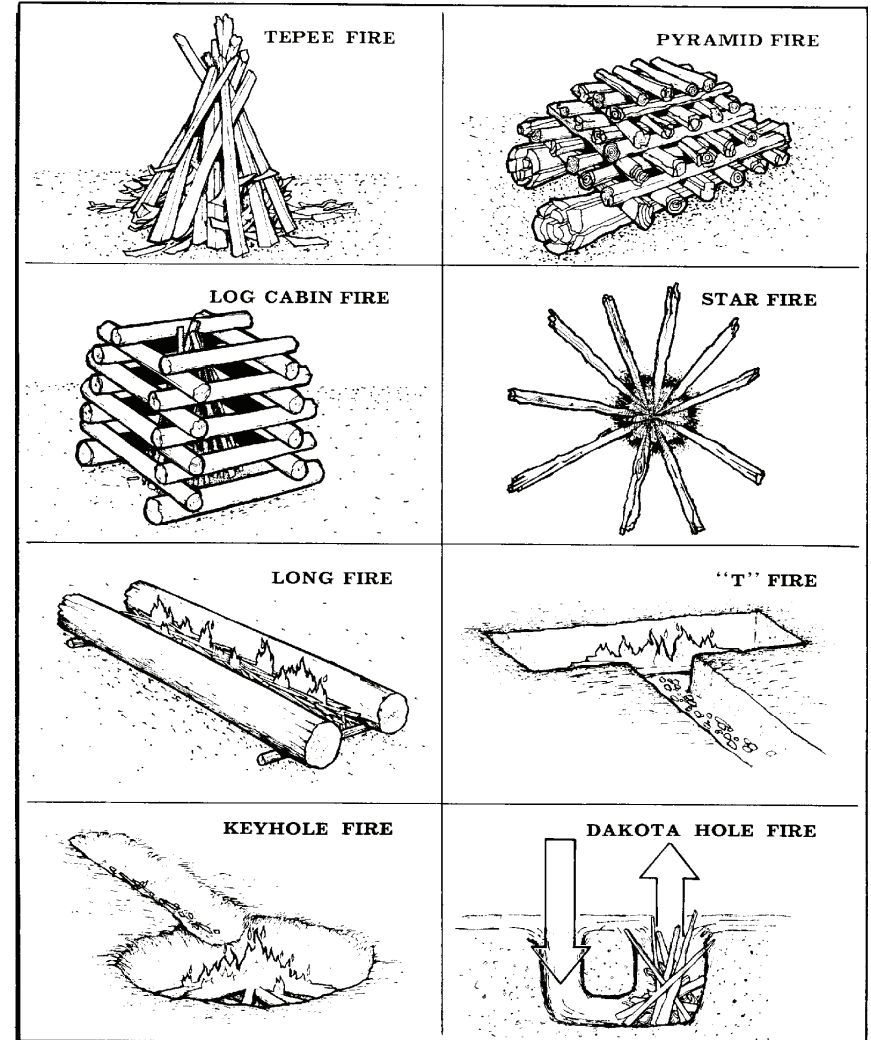 TEPEE FIRE
PYRAMID FIRE
LOG CABIN FIRE
STAR FIRE
LONG FIRE
“T” FIRE
KEYHOLE FIRE
DAKOTA HOLE FIRE